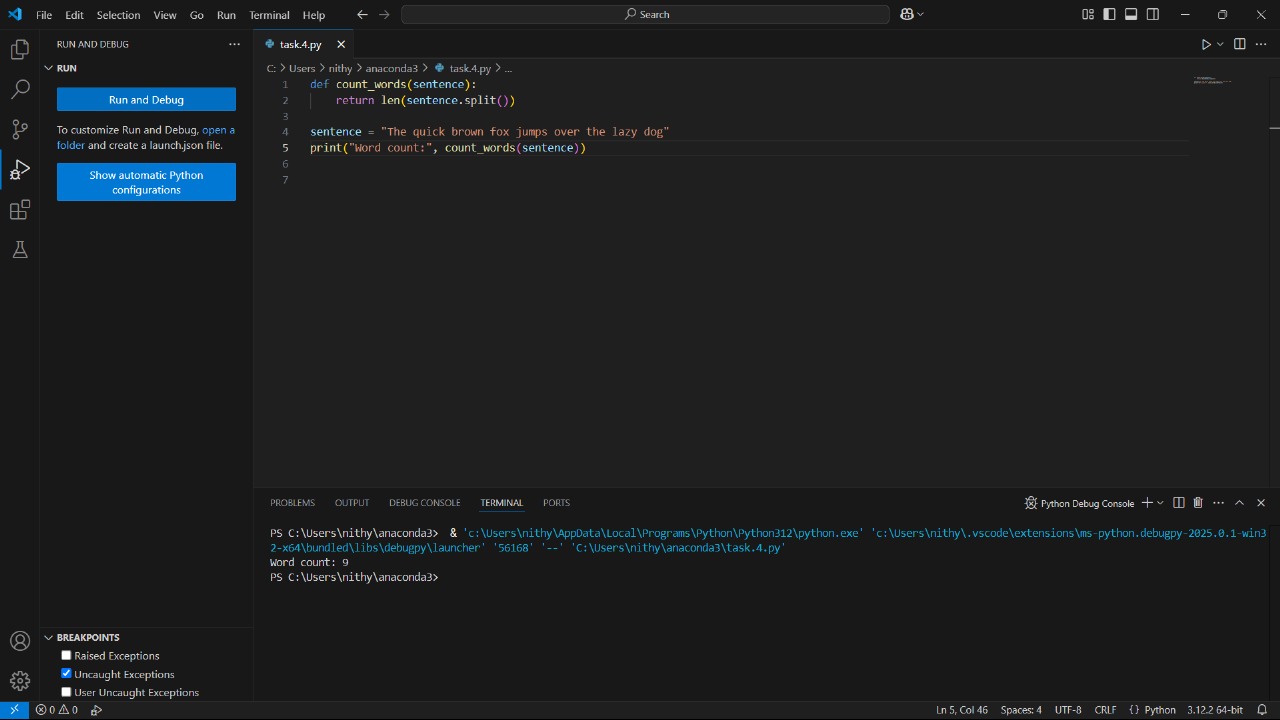 File Edit Selection View Go Run Terminal Help Search
RUN AND DEBUG
RUN
Run and Debug
To customize Run and Debug, open a
folder and create a launch.json file.
Show automatic Python
configurations
task.4.py
C: > Users > nithy > anaconda3 > task.4.py > ...
1 def count_words(sentence):
2 return len(sentence.split())
3
4 sentence = "The quick brown fox jumps over the lazy dog"
5 print("Word count:", count_words(sentence))
6
7
PROBLEMS OUTPUT DEBUG CONSOLE TERMINAL PORTS
Python Debug Console
PS C:\Users\nithy\anaconda3> & 'c:\Users\nithy\AppData\Local\Programs\Python\Python312\python.exe' 'c:\Users\nithy\.vscode\extensions\ms-python.debugpy-2025.0.1-win3
2-x64\bundled\libs\debugpy\launcher' '56168' '--' 'C:\Users\nithy\anaconda3\task.4.py'
Word count: 9
PS C:\Users\nithy\anaconda3>
BREAKPOINTS
Raised Exceptions
Uncaught Exceptions
User Uncaught Exceptions
0 0
Ln 5, Col 46 Spaces: 4 UTF-8 CRLF {} Python 3.12.2 64-bit